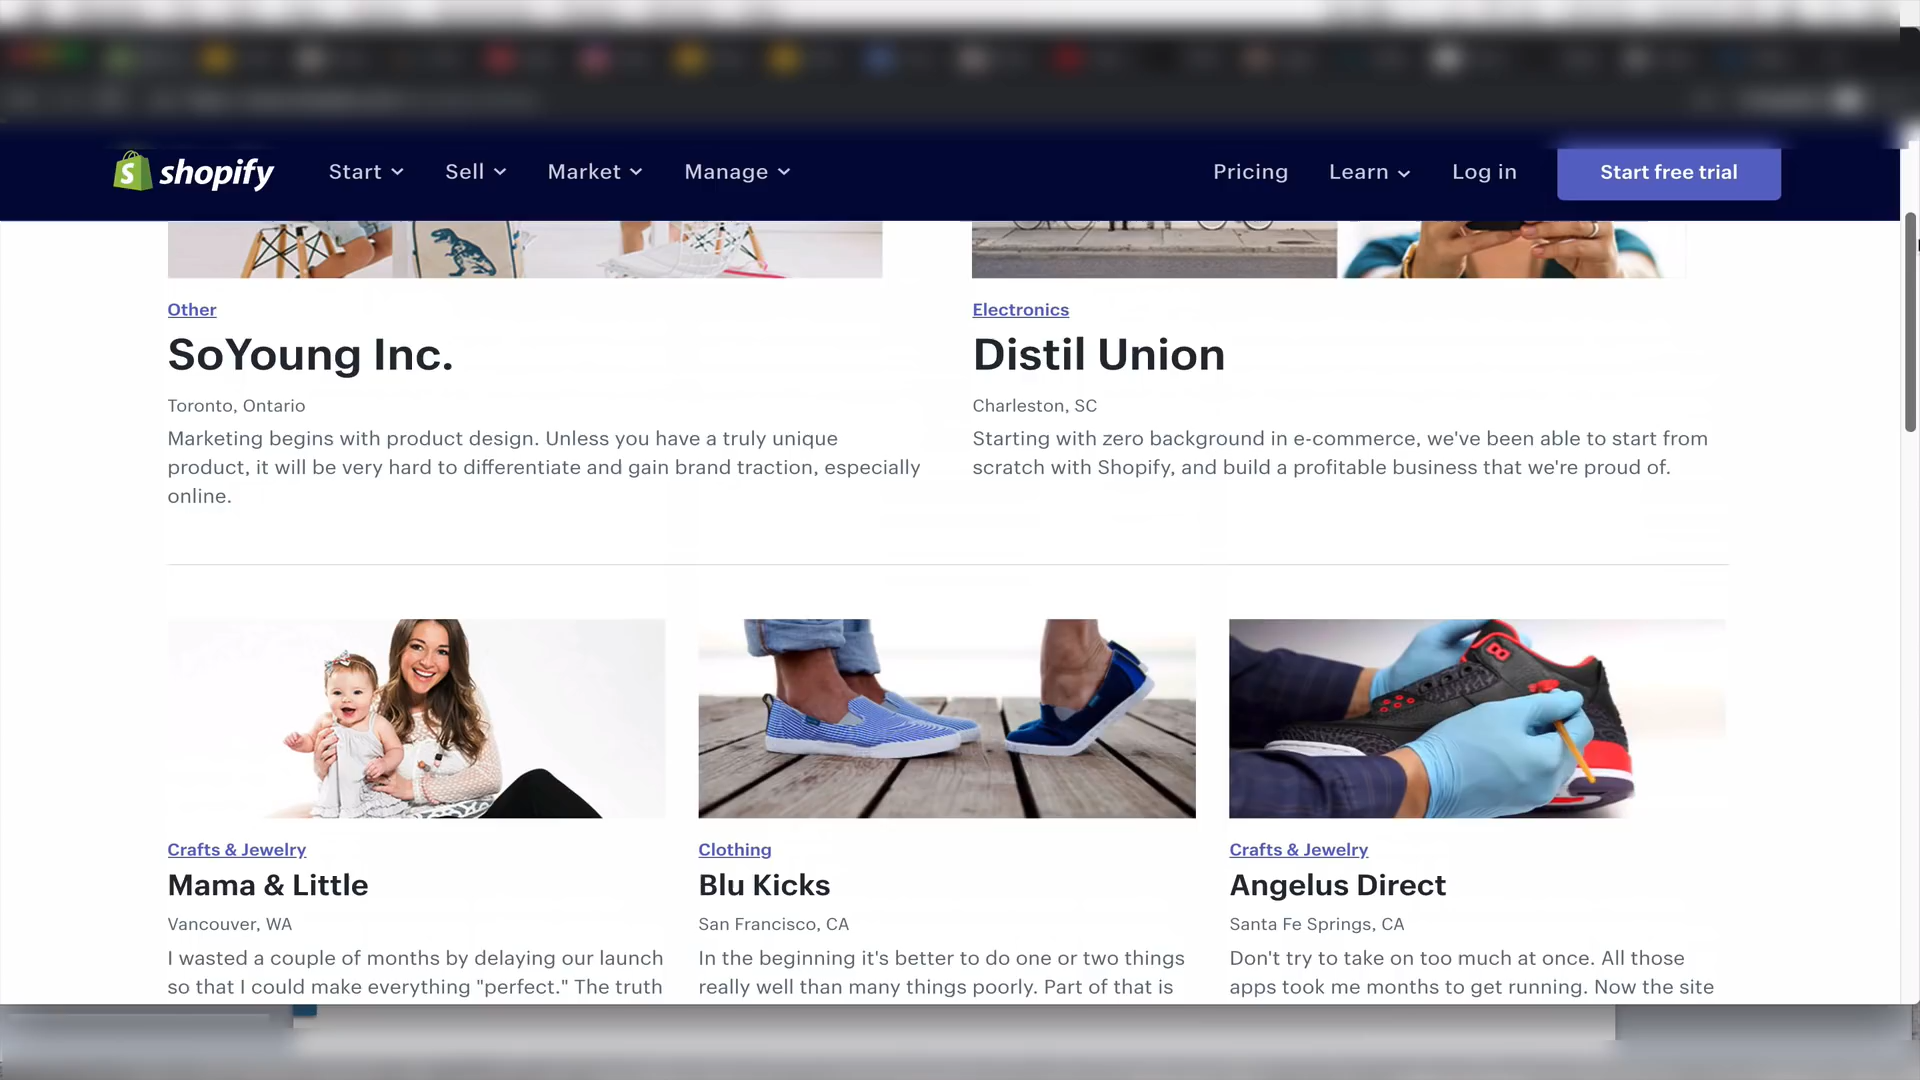 shopify Start Sell Market Manage Pricing Learn Log in Start free trial
Other
SoYoung Inc.
Toronto, Ontario
Marketing begins with product design. Unless you have a truly unique
product, it will be very hard to differentiate and gain brand traction, especially
online.
Electronics
Distil Union
Charleston, SC
Starting with zero background in e-commerce, we've been able to start from
scratch with Shopify, and build a profitable business that we're proud of.
Crafts & Jewelry
Mama & Little
Vancouver, WA
I wasted a couple of months by delaying our launch
so that I could make everything "perfect." The truth
Clothing
Blu Kicks
San Francisco, CA
In the beginning it's better to do one or two things
really well than many things poorly. Part of that is
Crafts & Jewelry
Angelus Direct
Santa Fe Springs, CA
Don't try to take on too much at once. All those
apps took me months to get running. Now the site